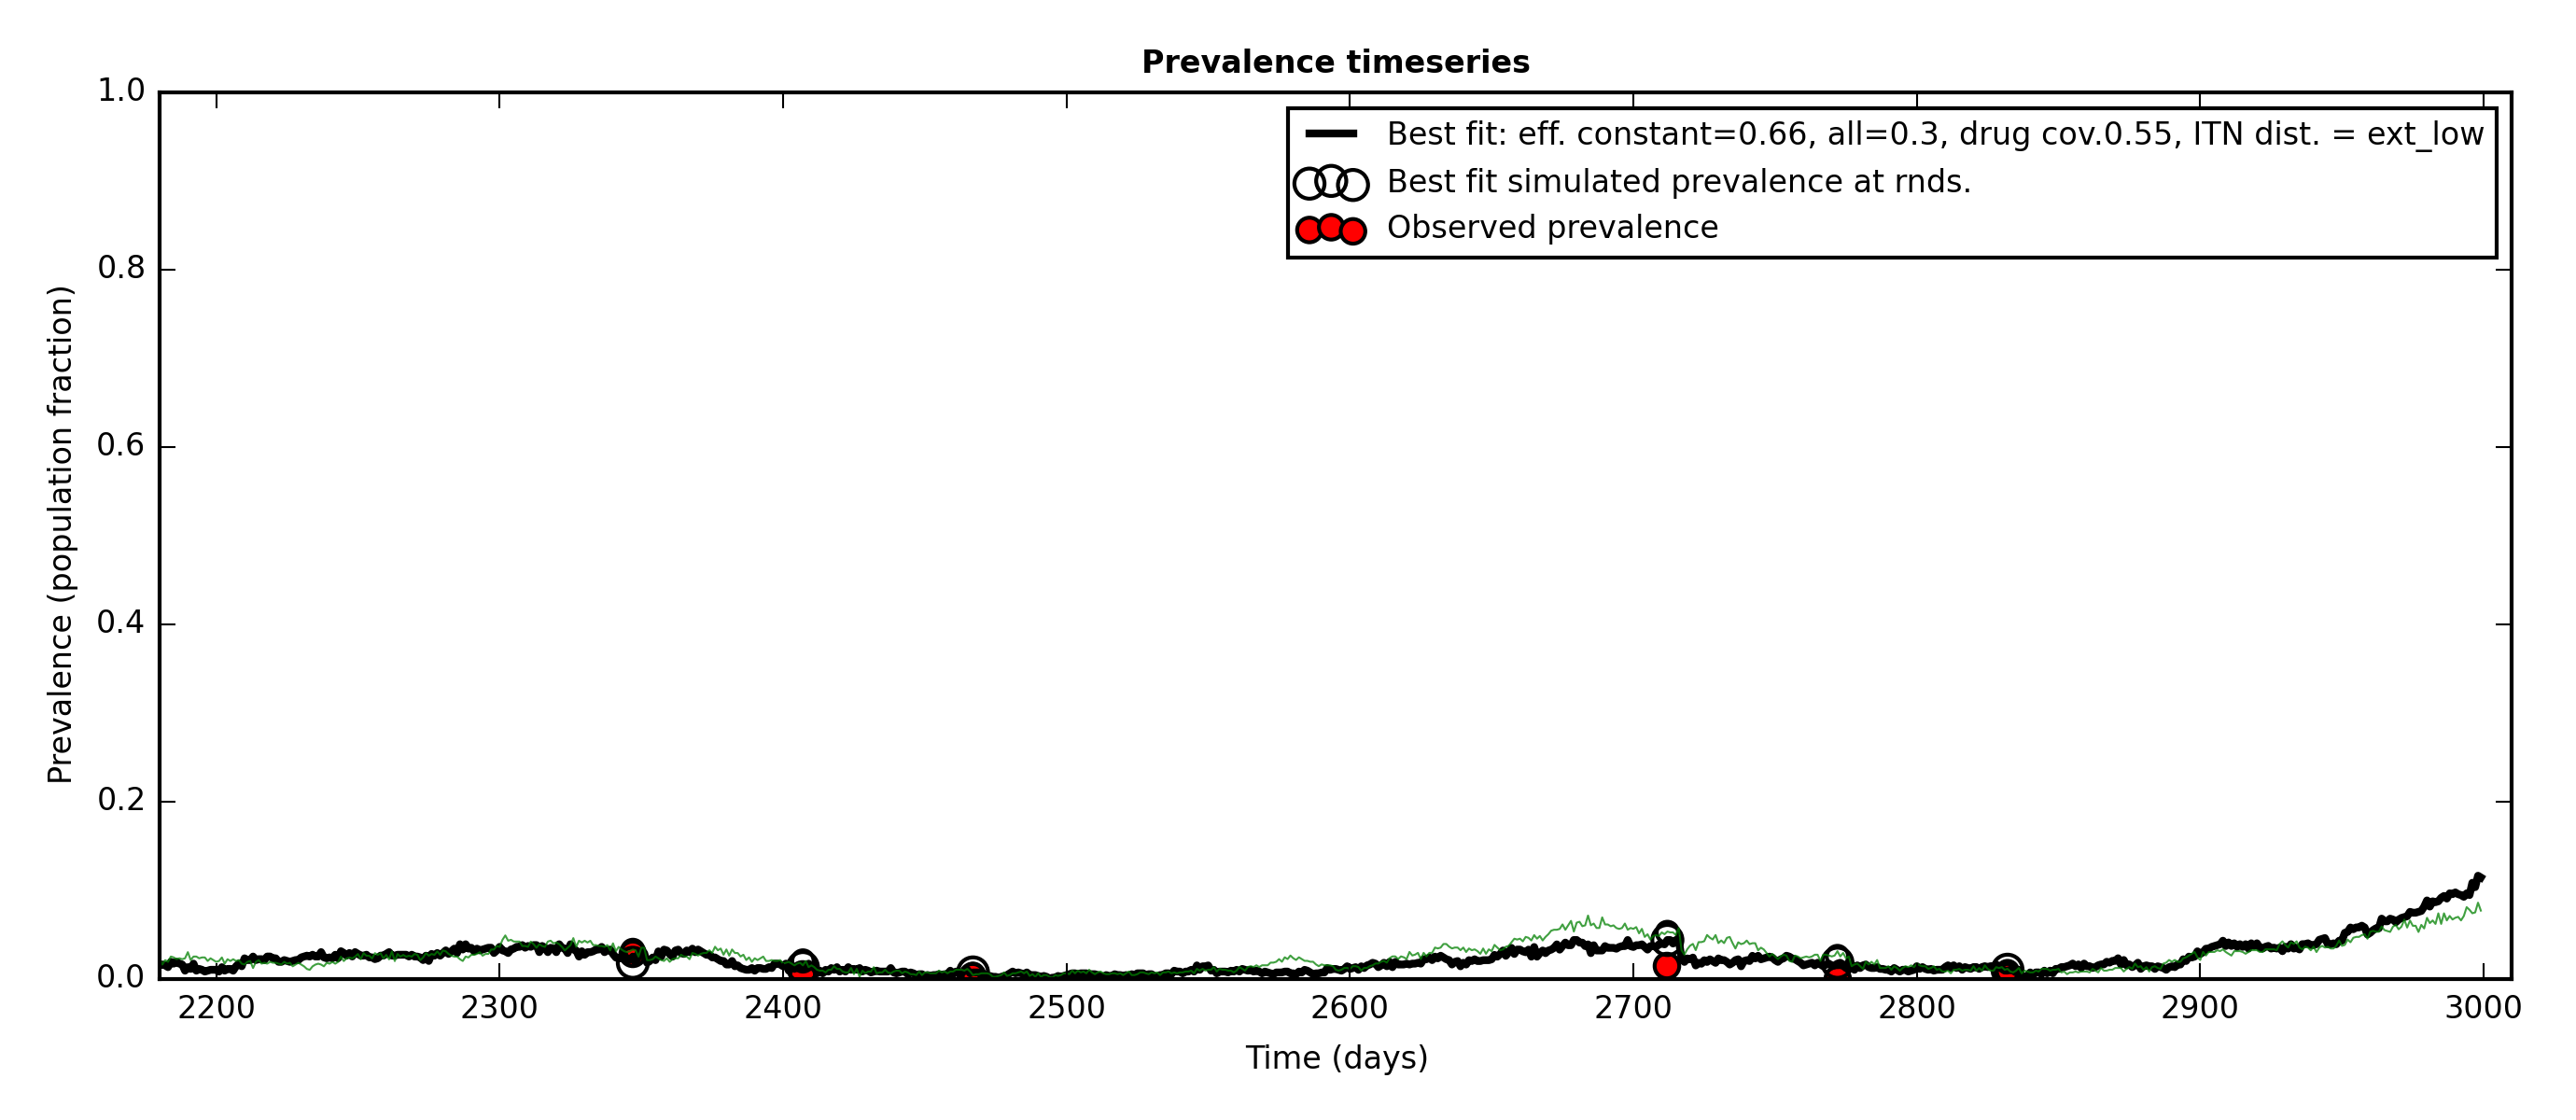 Prevalence timeseries
1.0
0.8
0.6
0.4
0.2
0.0
Prevalence (population fraction)
Best fit: eff. constant=0.66, all=0.3, drug cov.0.55, ITN dist. = ext_low
Best fit simulated prevalence at rnds.
Observed prevalence
2200 2300 2400 2500 2600 2700 2800 2900 3000
Time (days)